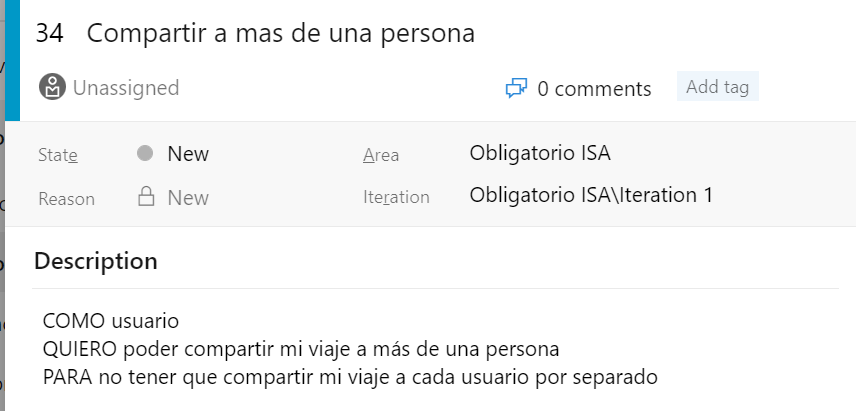 34 Compartir a mas de una persona
Unassigned 0 comments Add tag
State New Area Obligatorio ISA
Reason New Iteration Obligatorio ISA\Iteration 1
Description
COMO usuario
QUIERO poder compartir mi viaje a más de una persona
PARA no tener que compartir mi viaje a cada usuario por separado